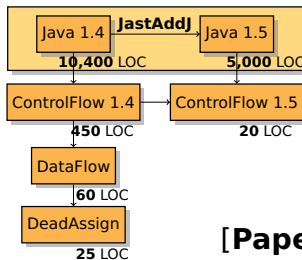 JastAddJ
Java 1.4
Java 1.5
10,400 LOC
5,000 LOC
ControlFlow 1.4
ControlFlow 1.5
450 LOC
20 LOC
DataFlow
60 LOC
DeadAssign
25 LOC
[Pape